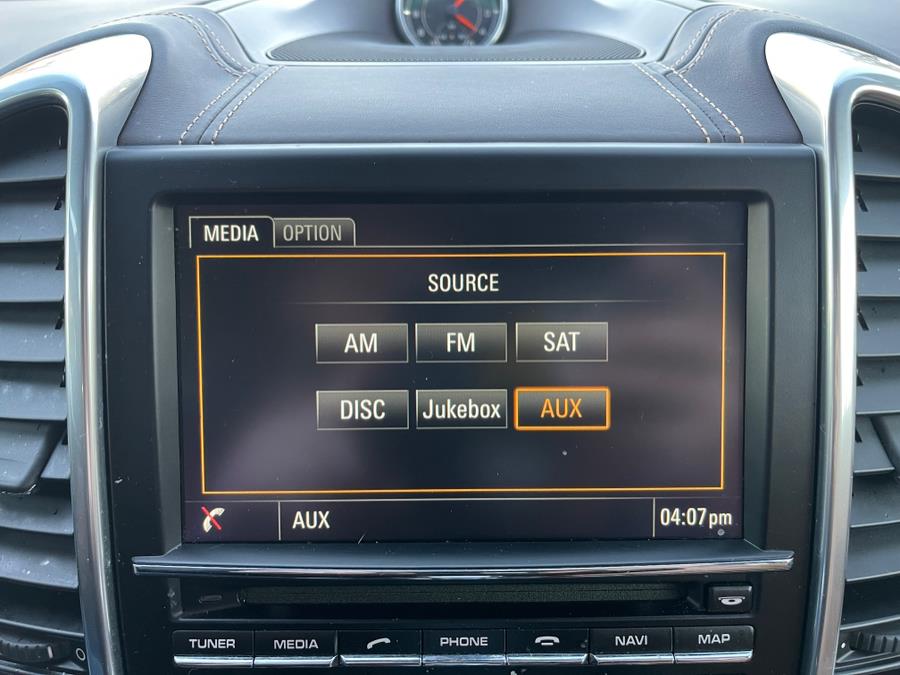 MEDIA OPTION
SOURCE
AM FM SAT
DISC Jukebox AUX
AUX 04:07pm
TUNER MEDIA PHONE NAVI MAP